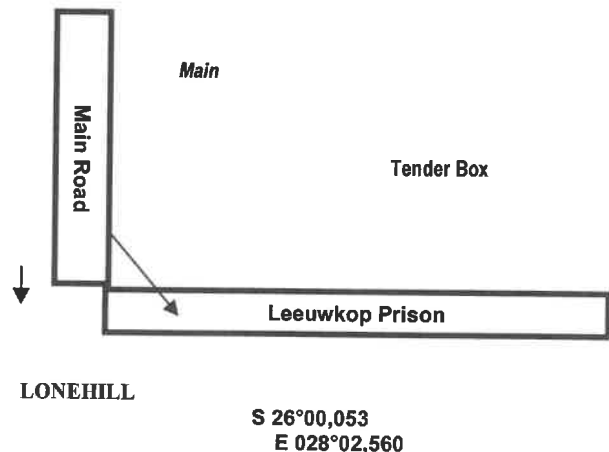 Main
Main Road
Tender Box
Leeuwkop Prison
LONEHILL
S 26°00,053
E 028°02,560